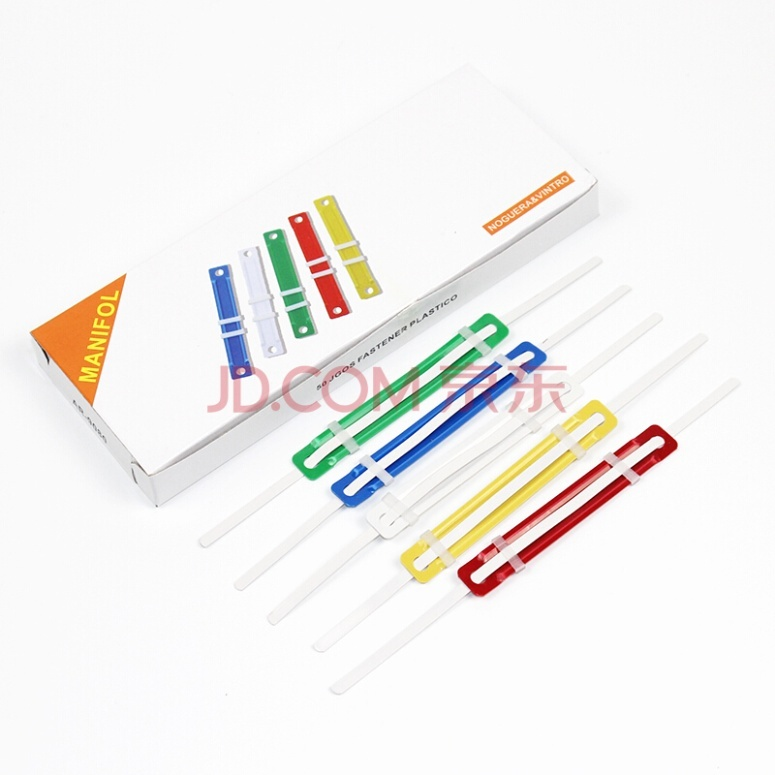 NOGUERA&VINTRO
MANIFOL
50 JGOS FASTENER PLASTICO
JD.COM 京东